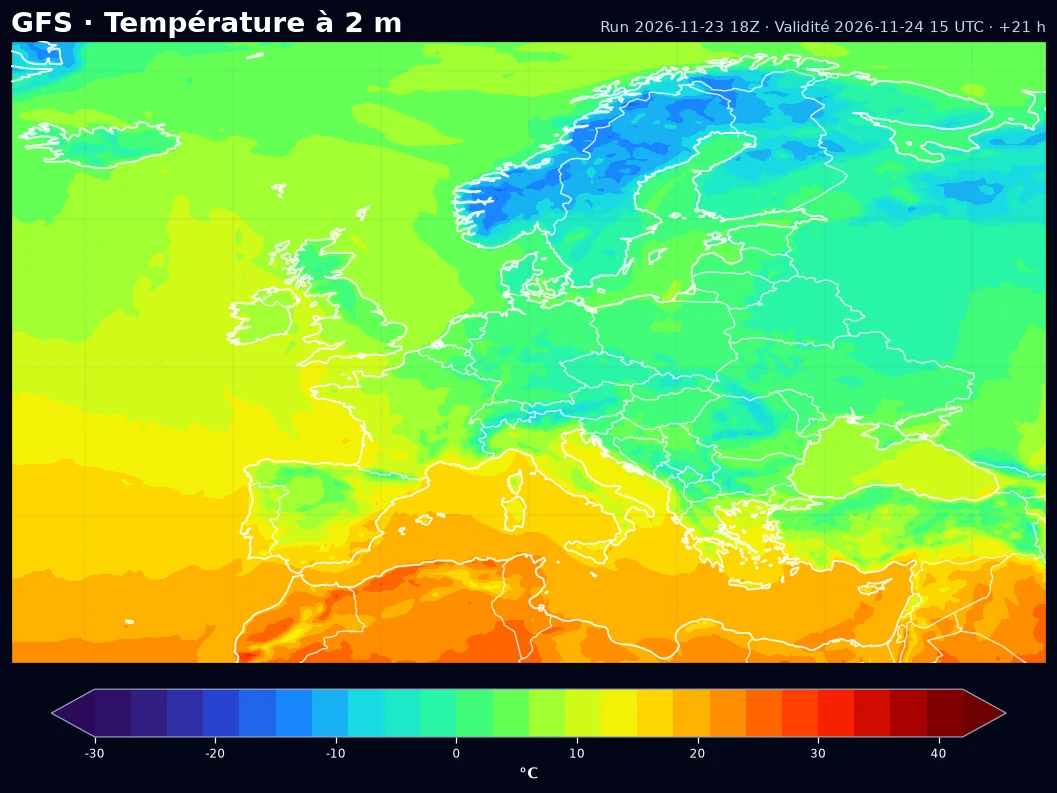 GFS · Température à 2 m
Run 2026-11-23 18Z · Validité 2026-11-24 15 UTC · +21 h
-30 -20 -10 0 10 20 30 40
°C